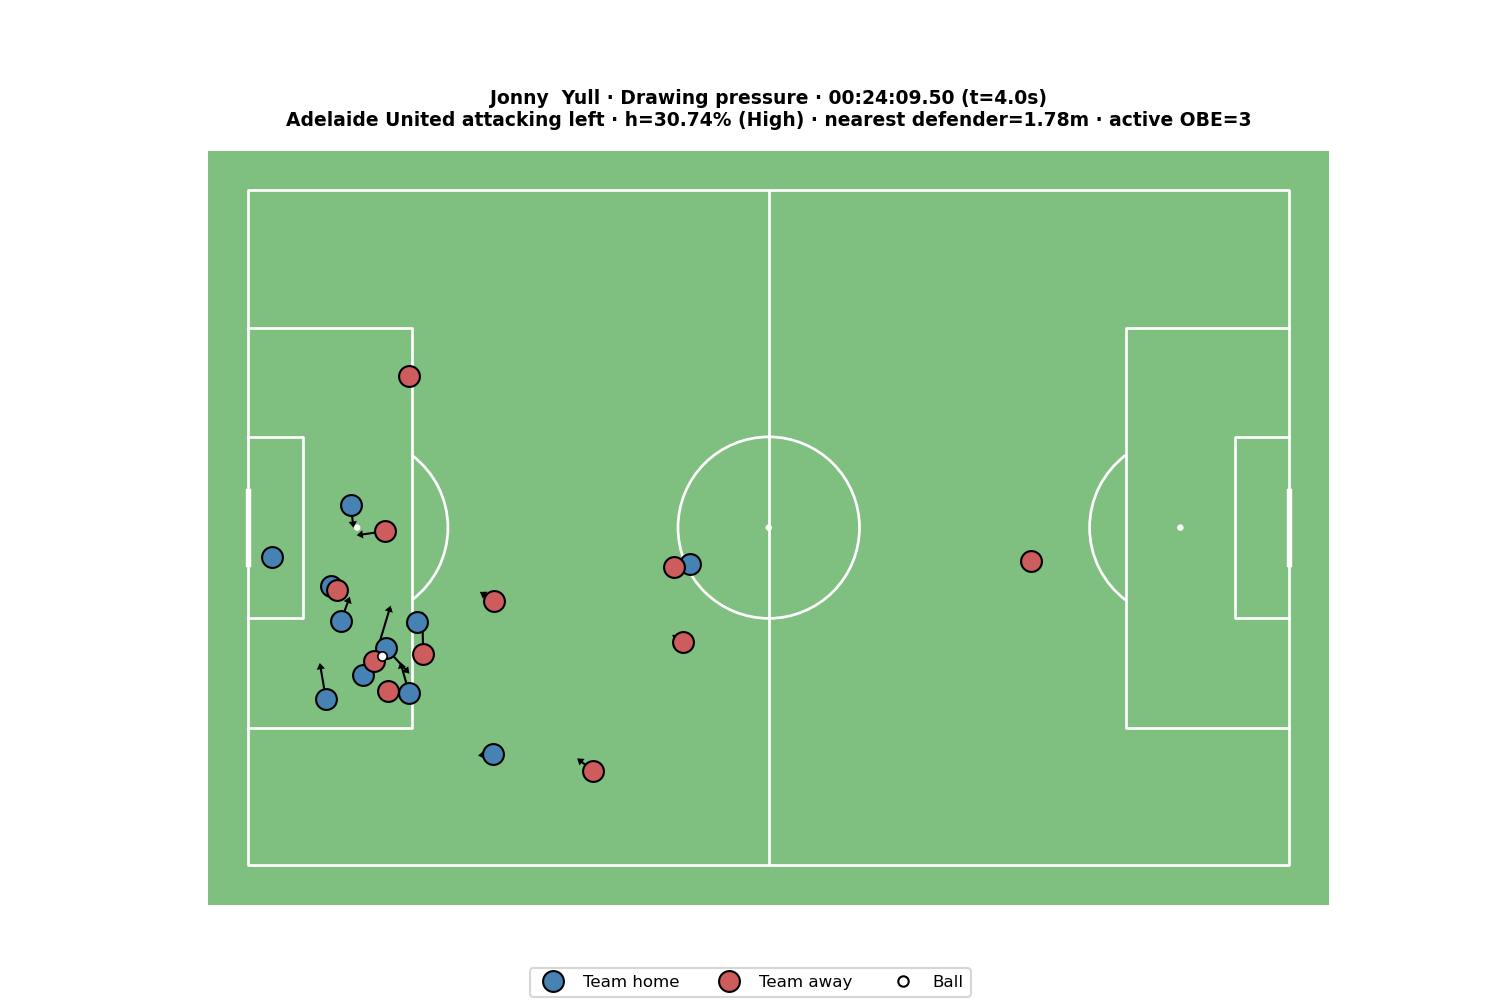 Jonny  Yull · Drawing pressure · 00:24:09.50 (t=4.0s)
Adelaide United attacking left · h=30.74% (High) · nearest defender=1.78m · active OBE=3
Team home
Team away
Ball